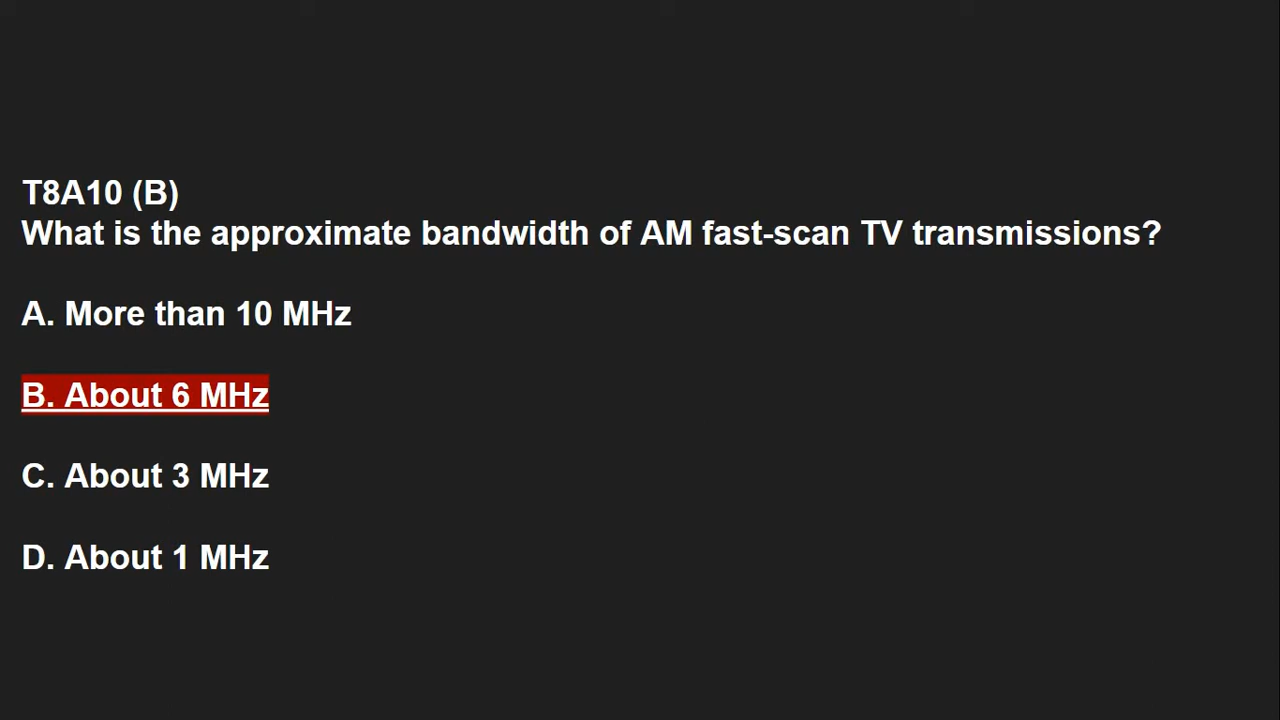 T8A10 (B)
What is the approximate bandwidth of AM fast-scan TV transmissions?
A. More than 10 MHz
B. About 6 MHz
C. About 3 MHz
D. About 1 MHz